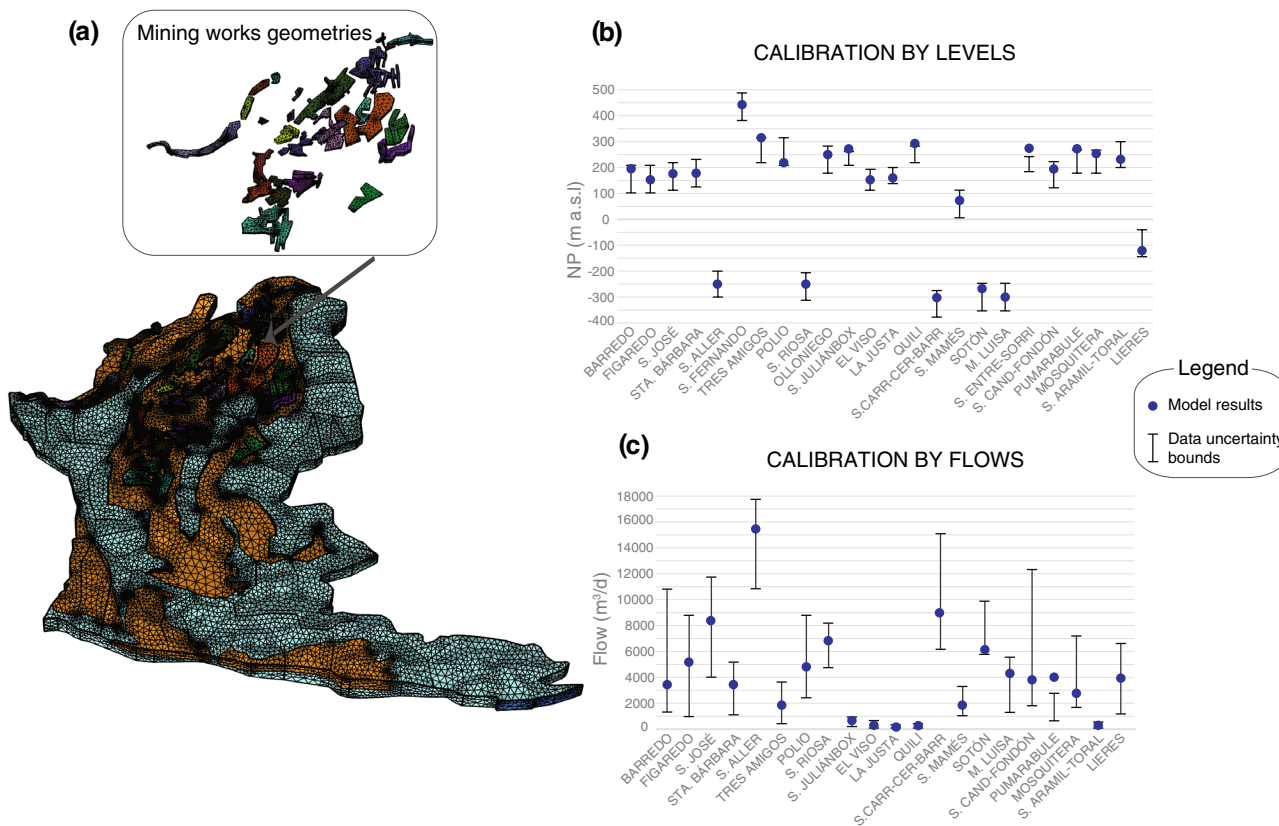 (a)
Mining works geometries
(b)
CALIBRATION BY LEVELS
NP (m a.s.l)
500
400
300
200
100
0
-100
-200
-300
-400
BARREDO
FIGAREDO
S. JOSÉ
STA. BÁRBARA
S. ALLER
S. FERNANDO
TRES AMIGOS
POLIO
S. RIOSA
OLLONIEGO
S. JULIÁNBOX
EL VISO
LA JUSTA
QUILI
S.CARR-CER-BARR
S. MAMÉS
SOTÓN
M. LUISA
S. ENTRE-SORRI
S. CAND-FONDÓN
PUMARABULE
MOSQUITERA
S. ARAMIL-TORAL
LIERES
Legend
Model results
Data uncertainty
bounds
(c)
CALIBRATION BY FLOWS
Flow (m³/d)
18000
16000
14000
12000
10000
8000
6000
4000
2000
0
BARREDO
FIGAREDO
S. JOSÉ
STA. BÁRBARA
S. ALLER
TRES AMIGOS
POLIO
S. RIOSA
S. JULIÁNBOX
EL VISO
LA JUSTA
QUILI
S.CARR-CER-BARR
S. MAMÉS
SOTÓN
M. LUISA
S. CAND-FONDÓN
PUMARABULE
MOSQUITERA
S. ARAMIL-TORAL
LIERES